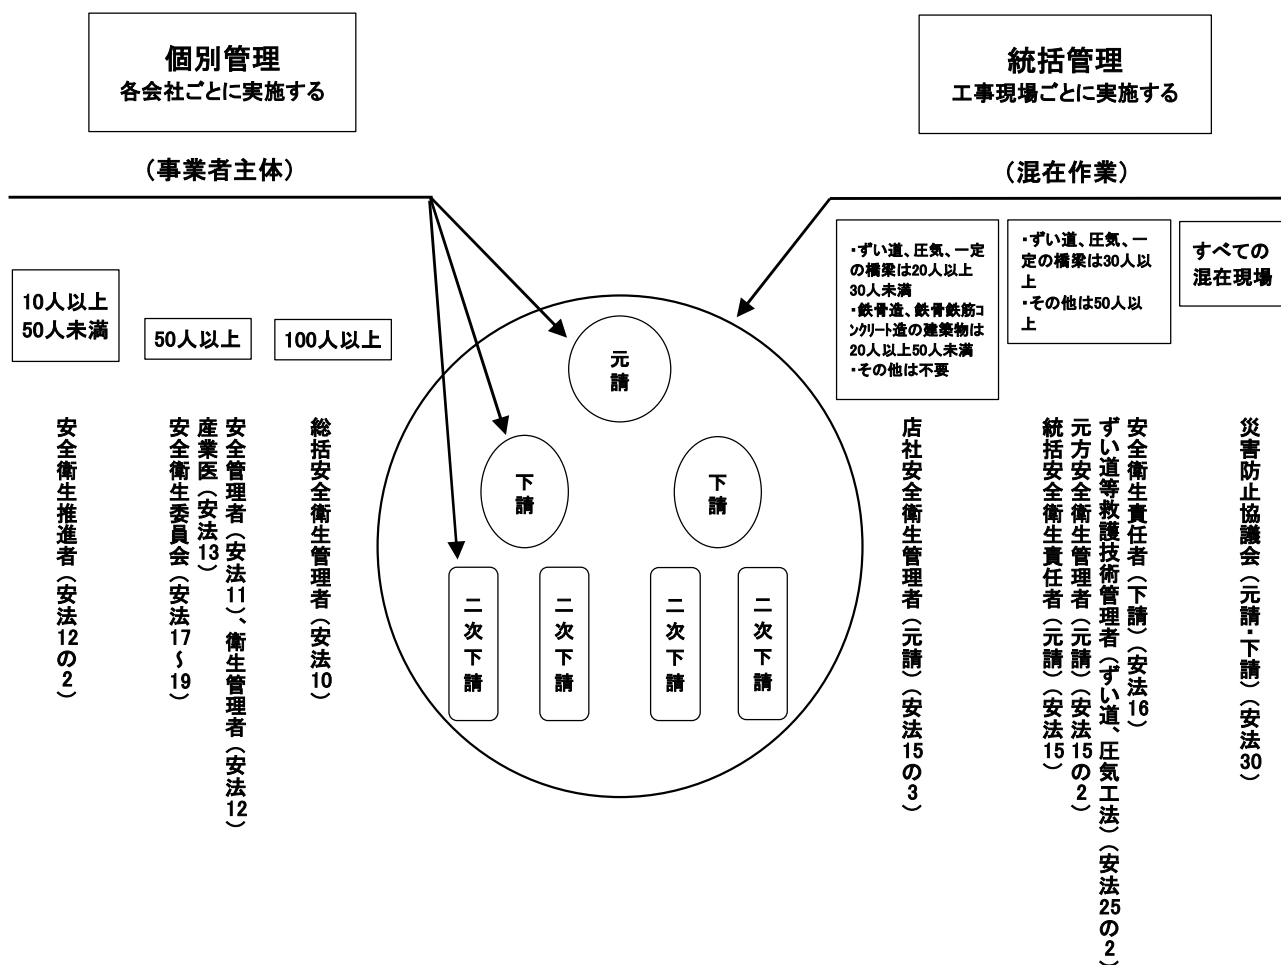 個別管理
各会社ごとに実施する
(事業者主体)
10人以上
50人未満
50人以上
100人以上
安全衛生推進者(安法12の2)
安全管理者(安法11)、衛生管理者(安法12)
産業医(安法13)
安全衛生委員会(安法17~19)
総括安全衛生管理者(安法10)
元請
下請
下請
二次下請
二次下請
二次下請
二次下請
統括管理
工事現場ごとに実施する
(混在作業)
・ずい道、圧気、一
定の橋梁は20人以上
30人未満
・鉄骨造、鉄骨鉄筋コ
ンクリート造の建築物は
20人以上50人未満
・その他は不要
・ずい道、圧気、一
定の橋梁は30人以
上
・その他は50人以
上
すべての
混在現場
店社安全衛生管理者(元請)(安法15の3)
安全衛生責任者(下請)(安法16)
ずい道等救護技術管理者(ずい道、圧気工法)(安法25の2)
元方安全衛生管理者(元請)(安法15の2)
統括安全衛生責任者(元請)(安法15)
災害防止協議会(元請・下請)(安法30)